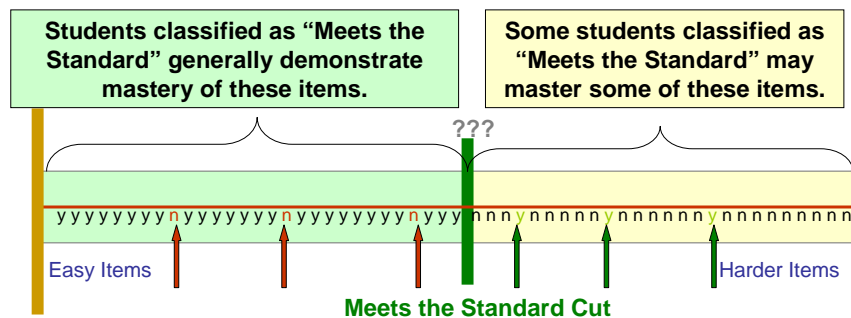 Students classified as “Meets the
Standard” generally demonstrate
mastery of these items.
Some students classified as
“Meets the Standard” may
master some of these items.
???
y y y y y y y y n y y y y y y y n y y y y y y y y n y y y n n n y n n n n n y n n n n n n y n n n n n n n n n
Easy Items
Harder Items
Meets the Standard Cut